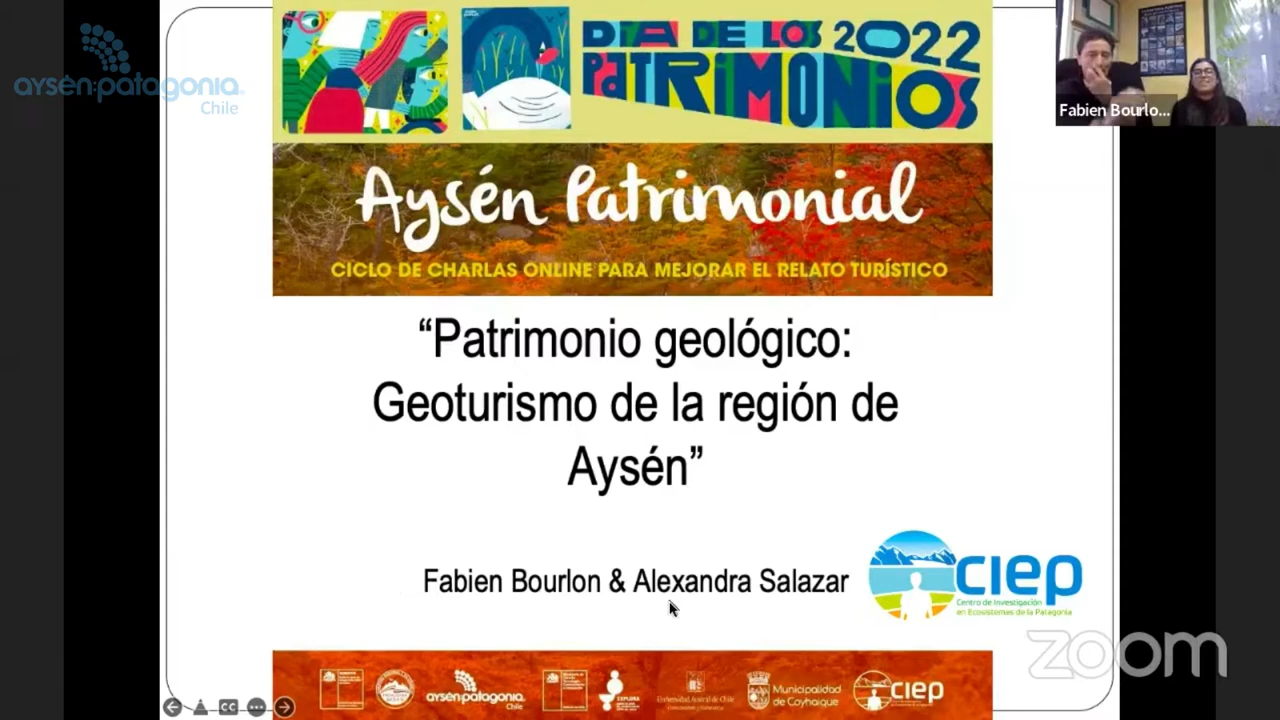 aysén:patagonia
Chile
DIA DE LOS 2022
PATRIMONIOS
Fabien Bourlo...
Aysén Patrimonial
CICLO DE CHARLAS ONLINE PARA MEJORAR EL RELATO TURÍSTICO
“Patrimonio geológico:
Geoturismo de la región de
Aysén”
Fabien Bourlon & Alexandra Salazar
CIEP
Centro de Investigación
en Ecosistemas de la Patagonia
zoom
CC
aysén:patagonia
Chile
EXPLORA
Universidad Austral de Chile
Municipalidad
de Coyhaique
CIEP